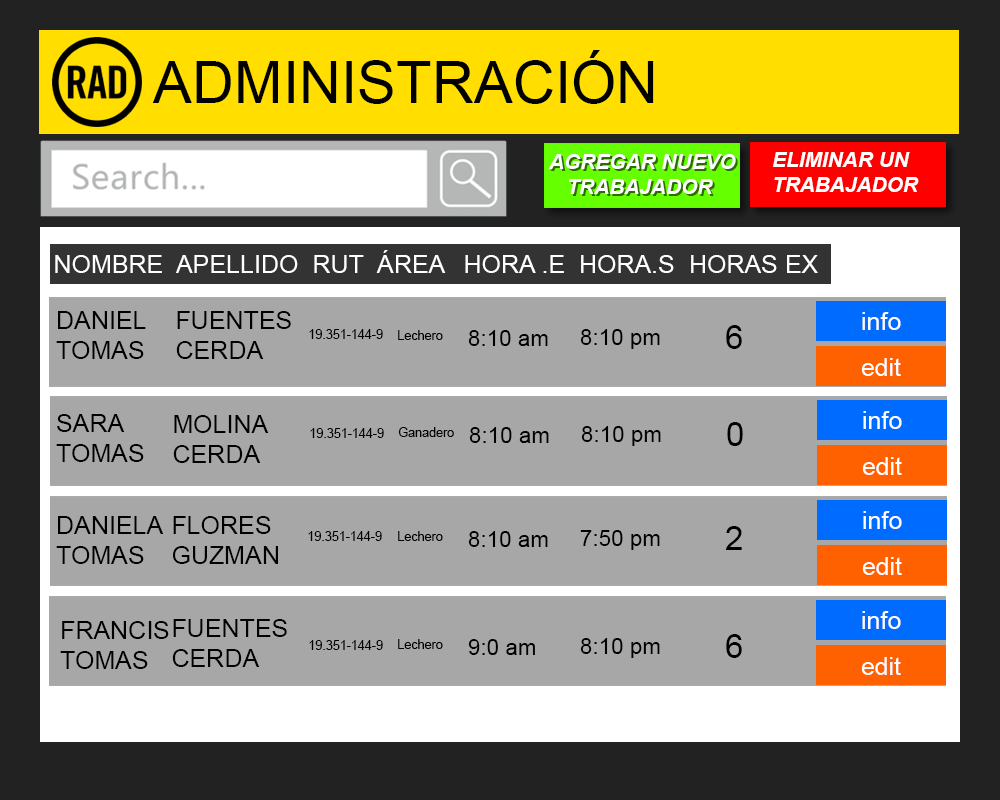 RAD ADMINISTRACIÓN
Search...
AGREGAR NUEVO
TRABAJADOR
ELIMINAR UN
TRABAJADOR
NOMBRE APELLIDO RUT ÁREA HORA .E HORA.S HORAS EX
DANIEL FUENTES
TOMAS CERDA
19.351-144-9 Lechero 8:10 am 8:10 pm 6
info
edit
SARA MOLINA
TOMAS CERDA
19.351-144-9 Ganadero 8:10 am 8:10 pm 0
info
edit
DANIELA FLORES
TOMAS GUZMAN
19.351-144-9 Lechero 8:10 am 7:50 pm 2
info
edit
FRANCIS FUENTES
TOMAS CERDA
19.351-144-9 Lechero 9:0 am 8:10 pm 6
info
edit